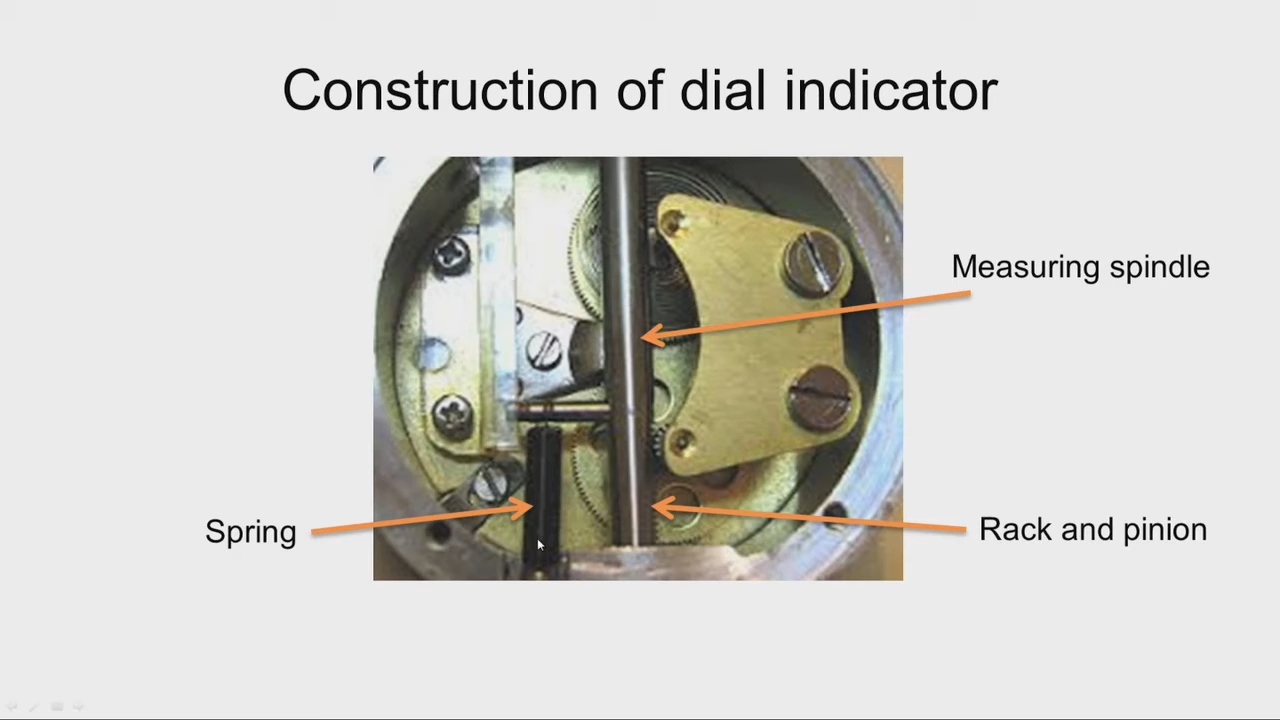 Construction of dial indicator
Measuring spindle
Spring
Rack and pinion